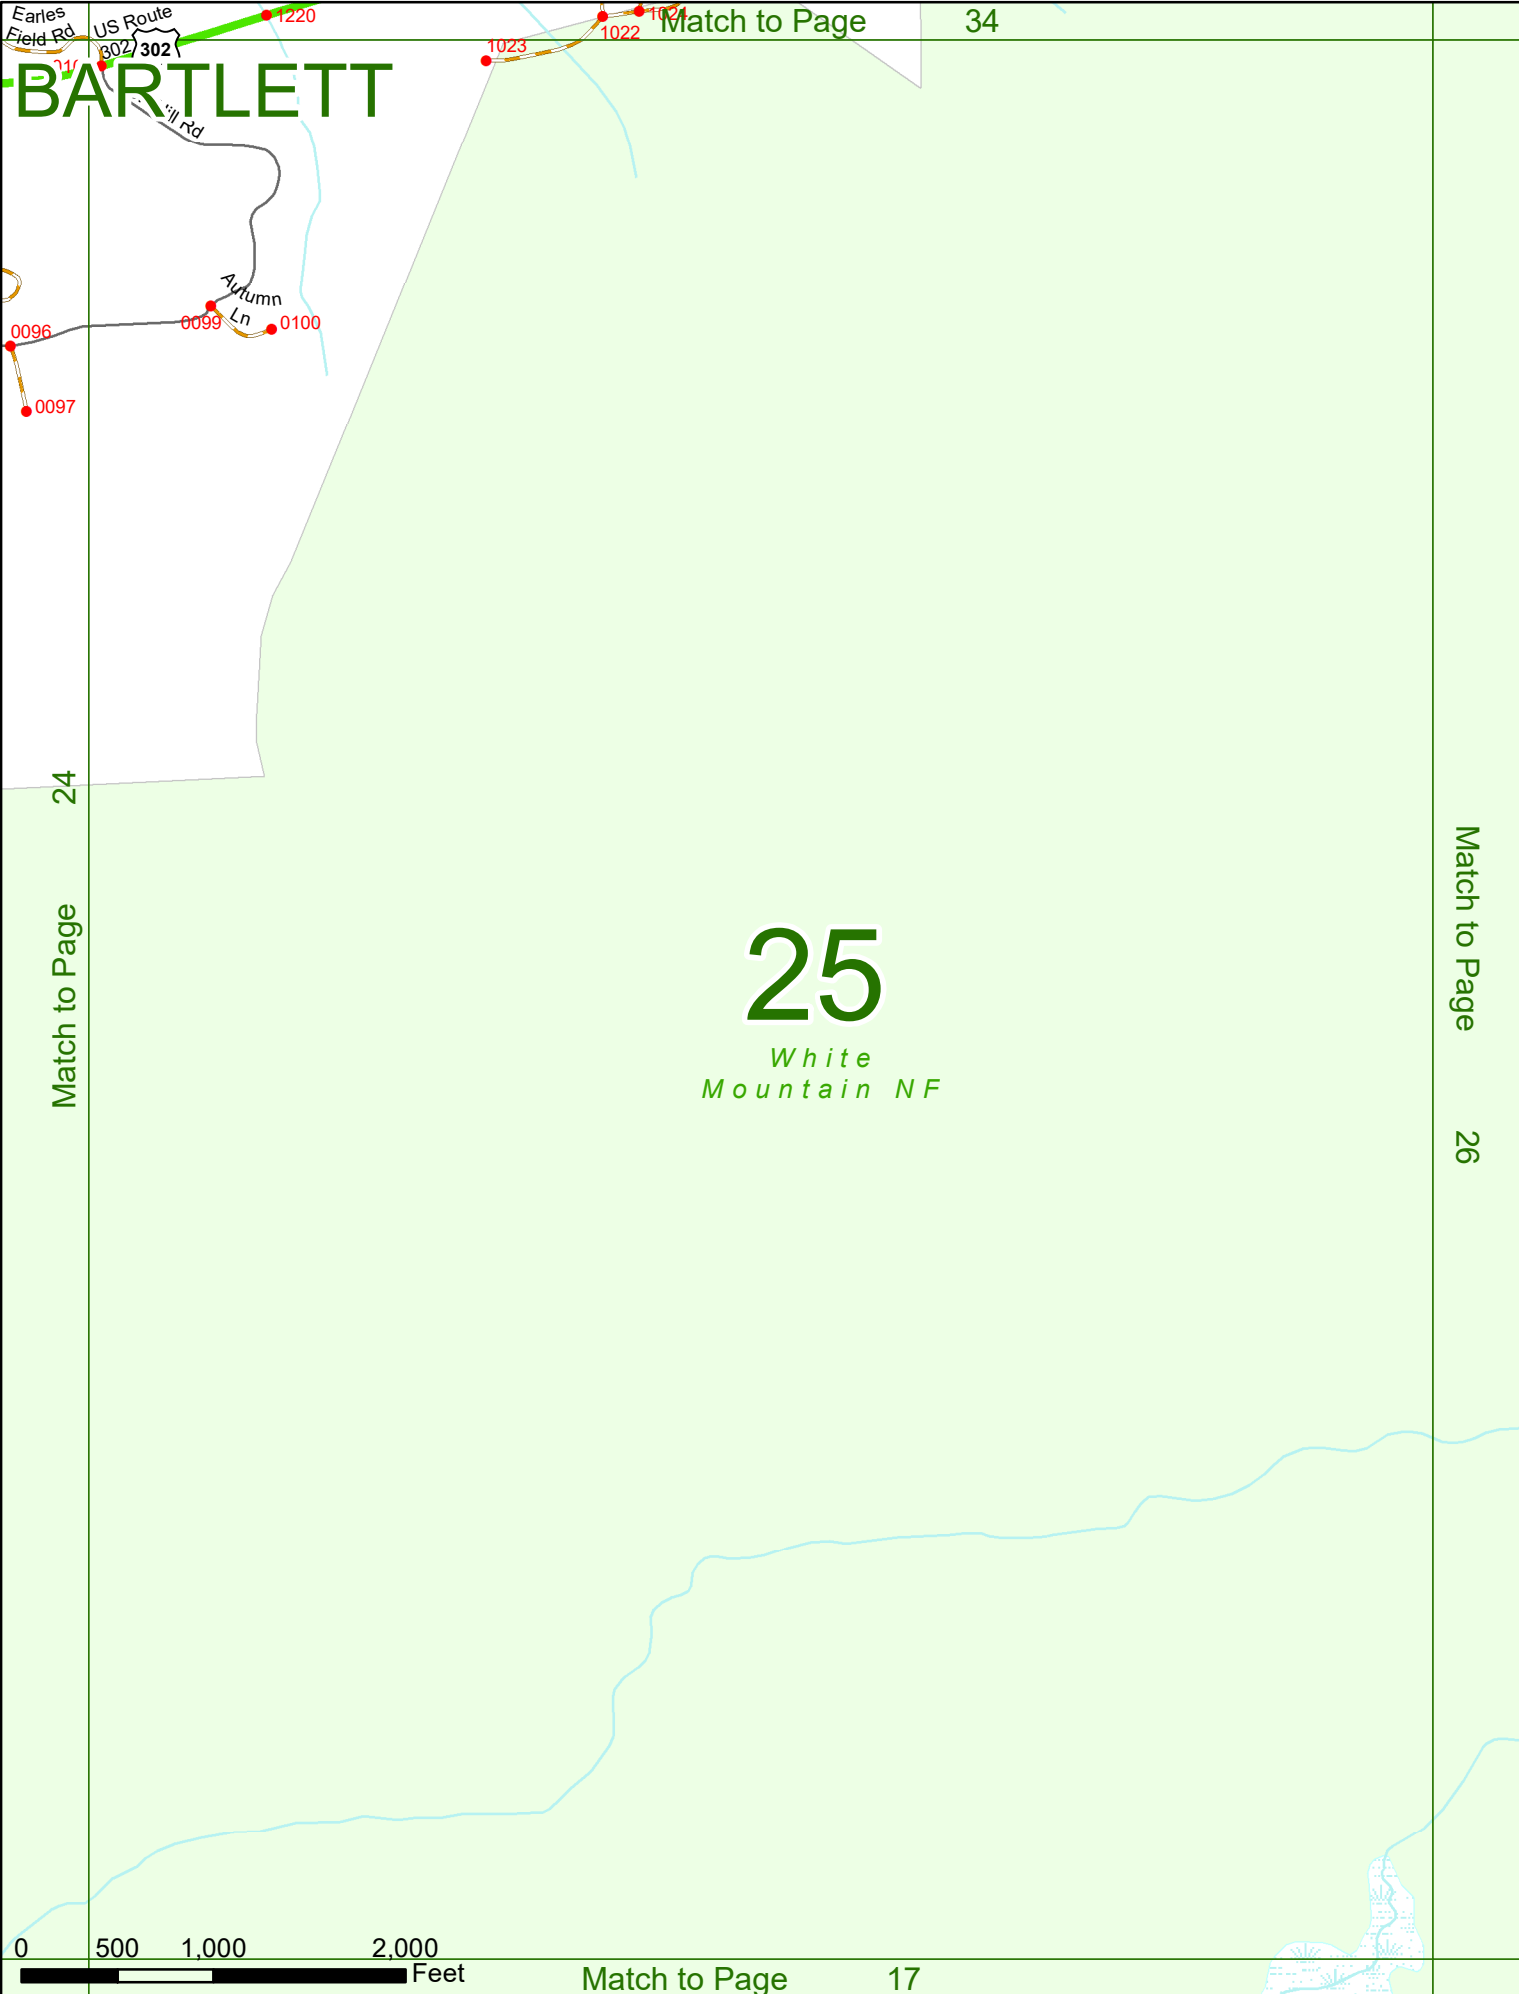 Earles
Field Rd
US Route
302
302
1220
1023
1022
1024
Match to Page 34
BARTLETT
Rd
Autumn
Ln
0099
0100
0096
0097
Match to Page 24
Match to Page 26
25
White
Mountain NF
0 500 1,000 2,000
Feet
Match to Page 17